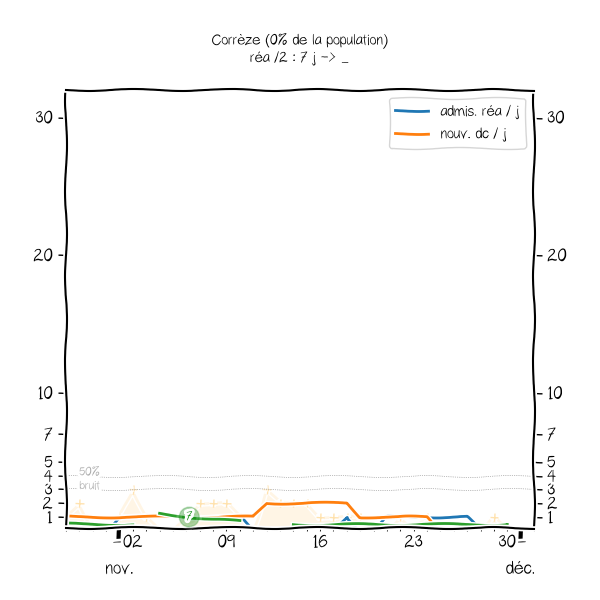 Corrèze (0% de la population)
réa /2 : 7 j -> _
admis. réa / j
nouv. dc / j
30 30
20 20
10 10
7 7
5 5
50%
4 4
bruit
3 3
2 2
1 7 1
02 09 16 23 30
nov. déc.